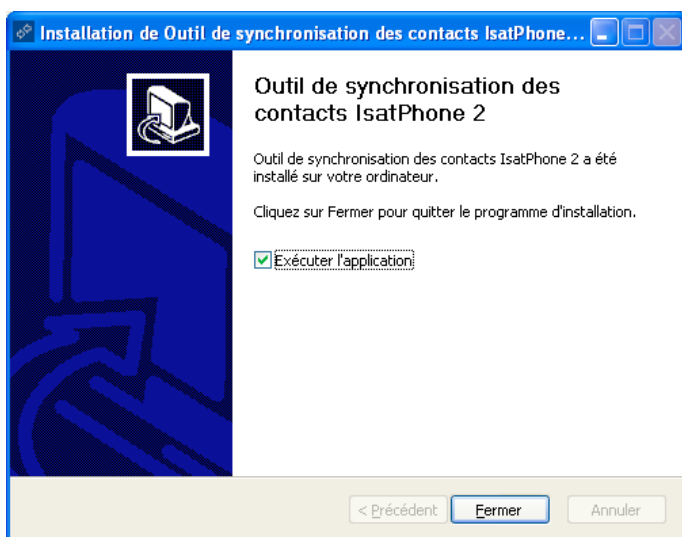 Installation de Outil de synchronisation des contacts IsatPhone...
Outil de synchronisation des
contacts IsatPhone 2
Outil de synchronisation des contacts IsatPhone 2 a été
installé sur votre ordinateur.
Cliquez sur Fermer pour quitter le programme d'installation.
Exécuter l'application
< Précédent
Fermer
Annuler